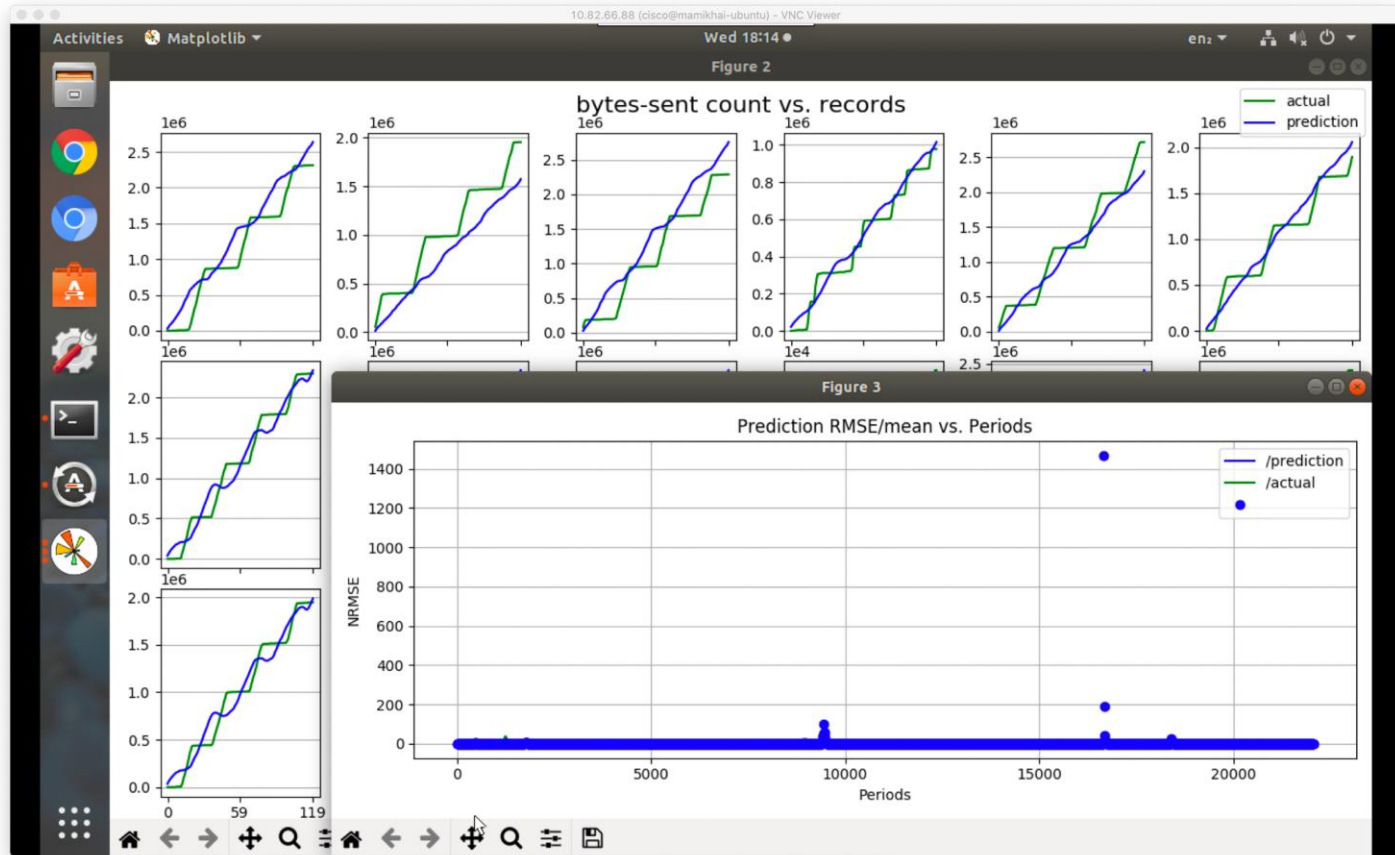 10.82.66.88 (cisco@mamikhai-ubuntu) - VNC Viewer
Activities Matplotlib Wed 18:14 en₂
Figure 2
bytes-sent count vs. records
actual
prediction
1e6 1e6 1e6 1e6 1e6 1e6
2.5 2.0 2.5 1.0 2.5 2.0
2.0 1.5 2.0 0.8 2.0 1.5
1.5 1.0 1.5 0.6 1.5 1.0
1.0 0.5 1.0 0.4 1.0 0.5
0.5 0.0 0.5 0.2 0.5 0.0
0.0 0.0 0.0 0.0
1e6 1e6 1e6 1e4 1e6 1e6
2.5
2.0
1.5
1.0
0.5
0.0
1e6
2.0
1.5
1.0
0.5
0.0
0 59 119
Figure 3
Prediction RMSE/mean vs. Periods
/prediction
/actual
1400
1200
1000
800
600
400
200
0
NRMSE
0 5000 10000 15000 20000
Periods